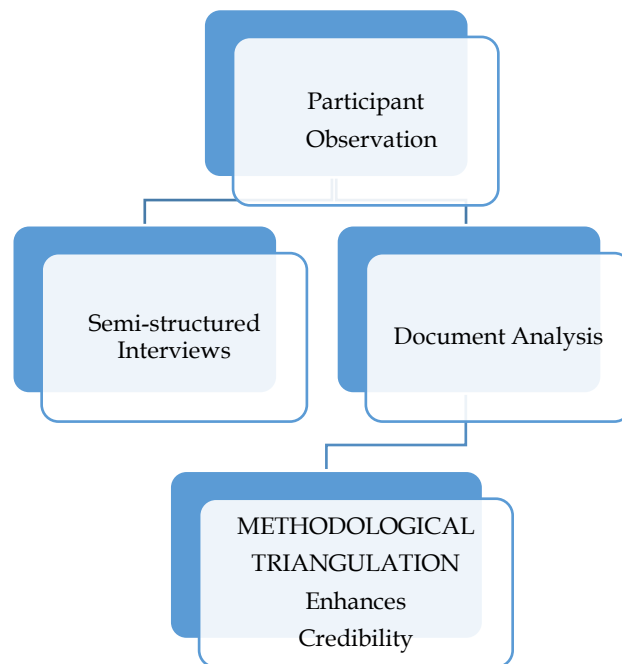 Participant
Observation
Semi-structured
Interviews
Document Analysis
METHODOLOGICAL
TRIANGULATION
Enhances
Credibility